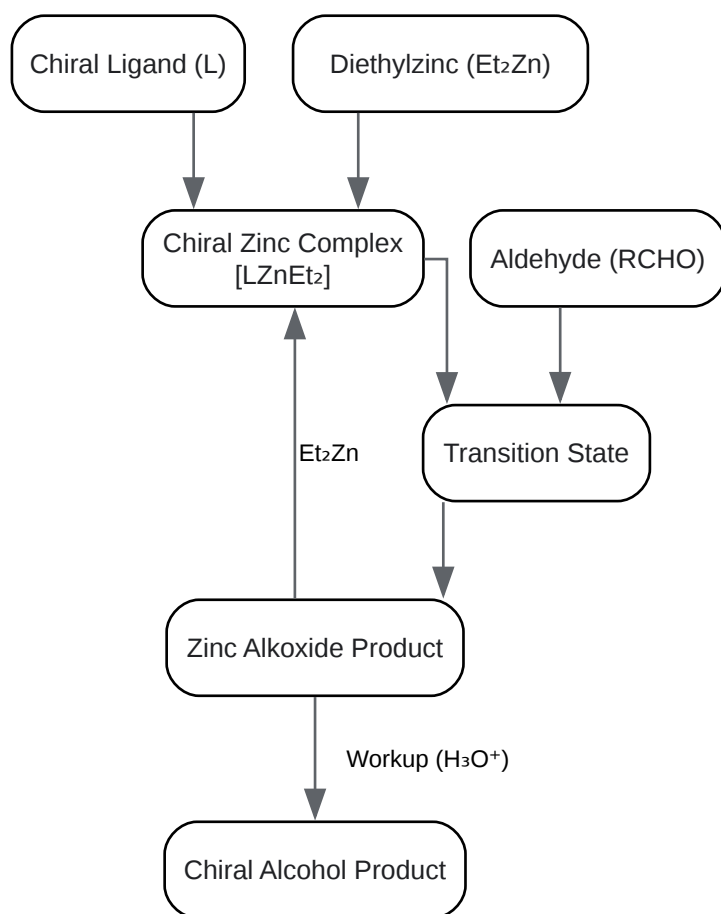 Chiral Ligand (L)
Diethylzinc (Et₂Zn)
Chiral Zinc Complex
[LZnEt₂]
Aldehyde (RCHO)
Transition State
Et₂Zn
Zinc Alkoxide Product
Workup (H₃O⁺)
Chiral Alcohol Product